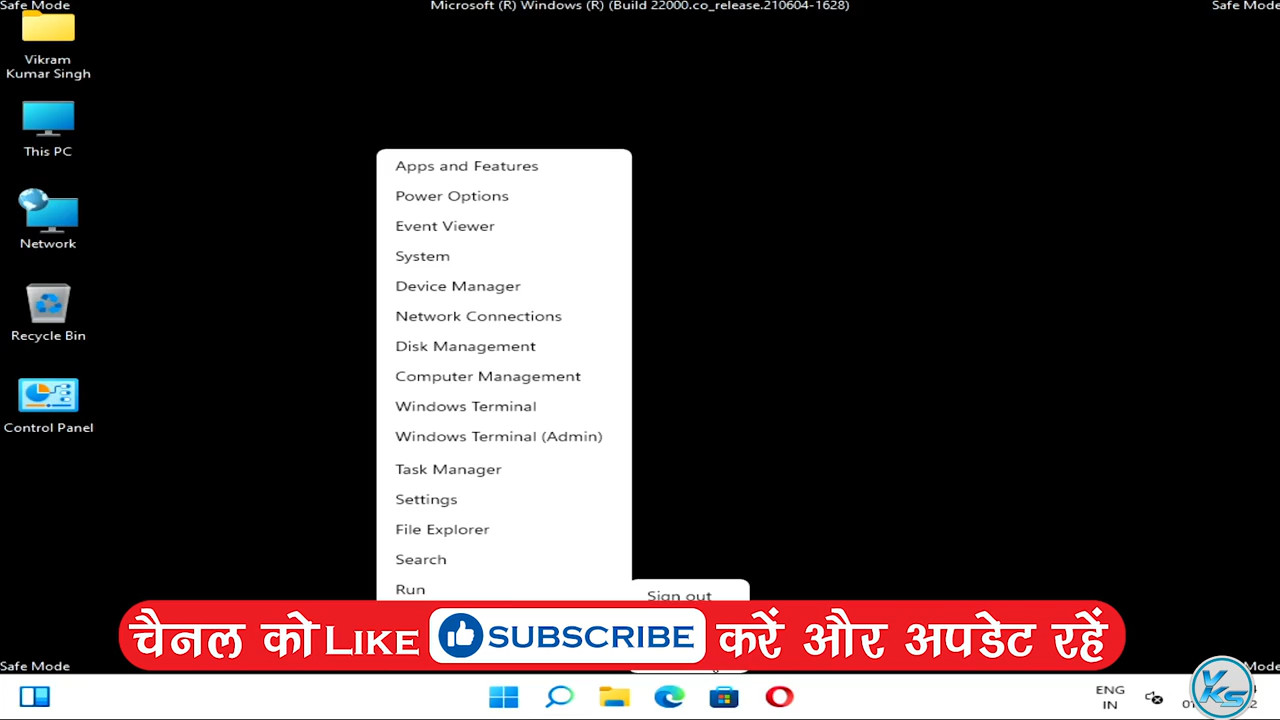 Safe Mode
Microsoft (R) Windows (R) (Build 22000.co_release.210604-1628)
Safe Mode
Vikram
Kumar Singh
This PC
Network
Recycle Bin
Control Panel
Apps and Features
Power Options
Event Viewer
System
Device Manager
Network Connections
Disk Management
Computer Management
Windows Terminal
Windows Terminal (Admin)
Task Manager
Settings
File Explorer
Search
Run
Sign out
चैनल को LIKE SUBSCRIBE करें और अपडेट रहें
Safe Mode
Mode
ENG
IN
YKS